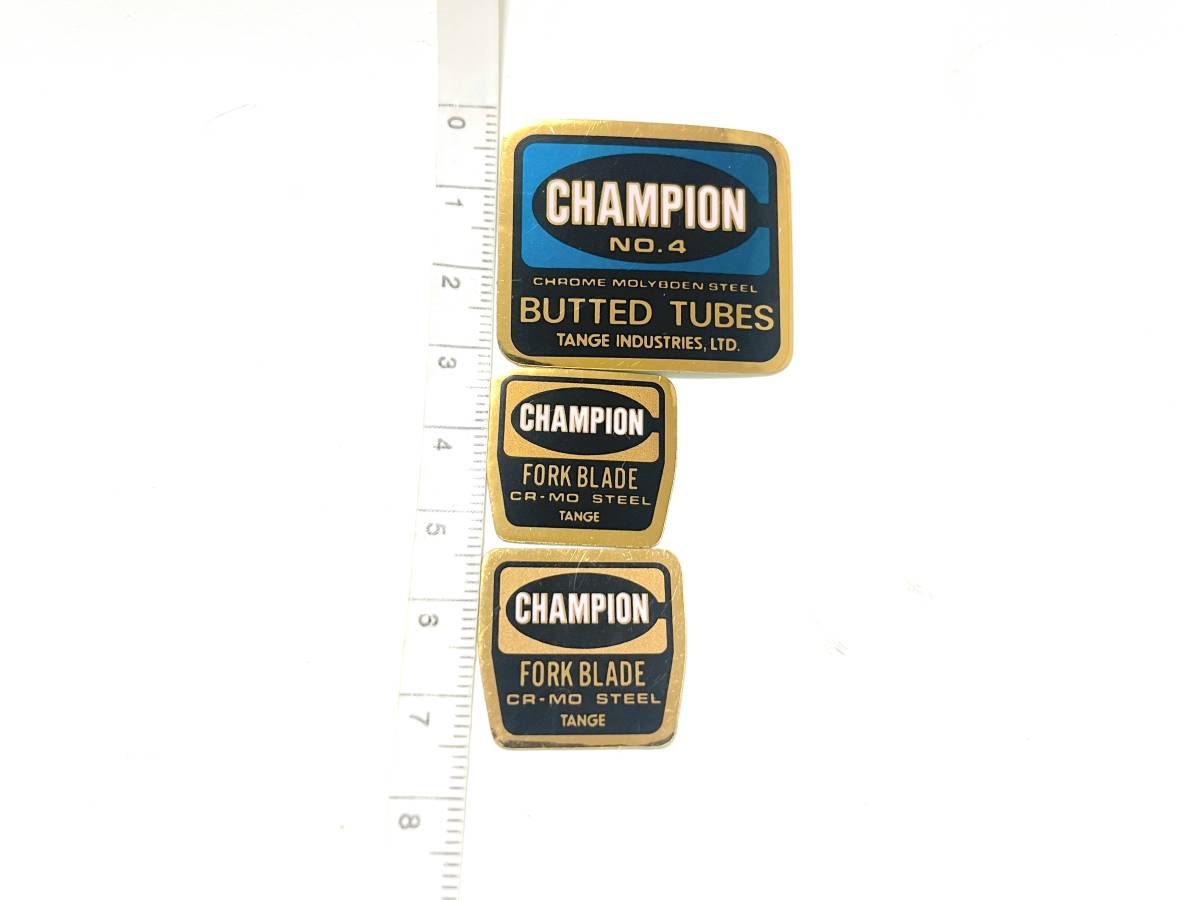 0
1
2
3
4
5
6
7
8
CHAMPION
NO.4
CHROME MOLYBDEN STEEL
BUTTED TUBES
TANGE INDUSTRIES, LTD.
CHAMPION
FORK BLADE
CR-MO STEEL
TANGE
CHAMPION
FORK BLADE
CR-MO STEEL
TANGE